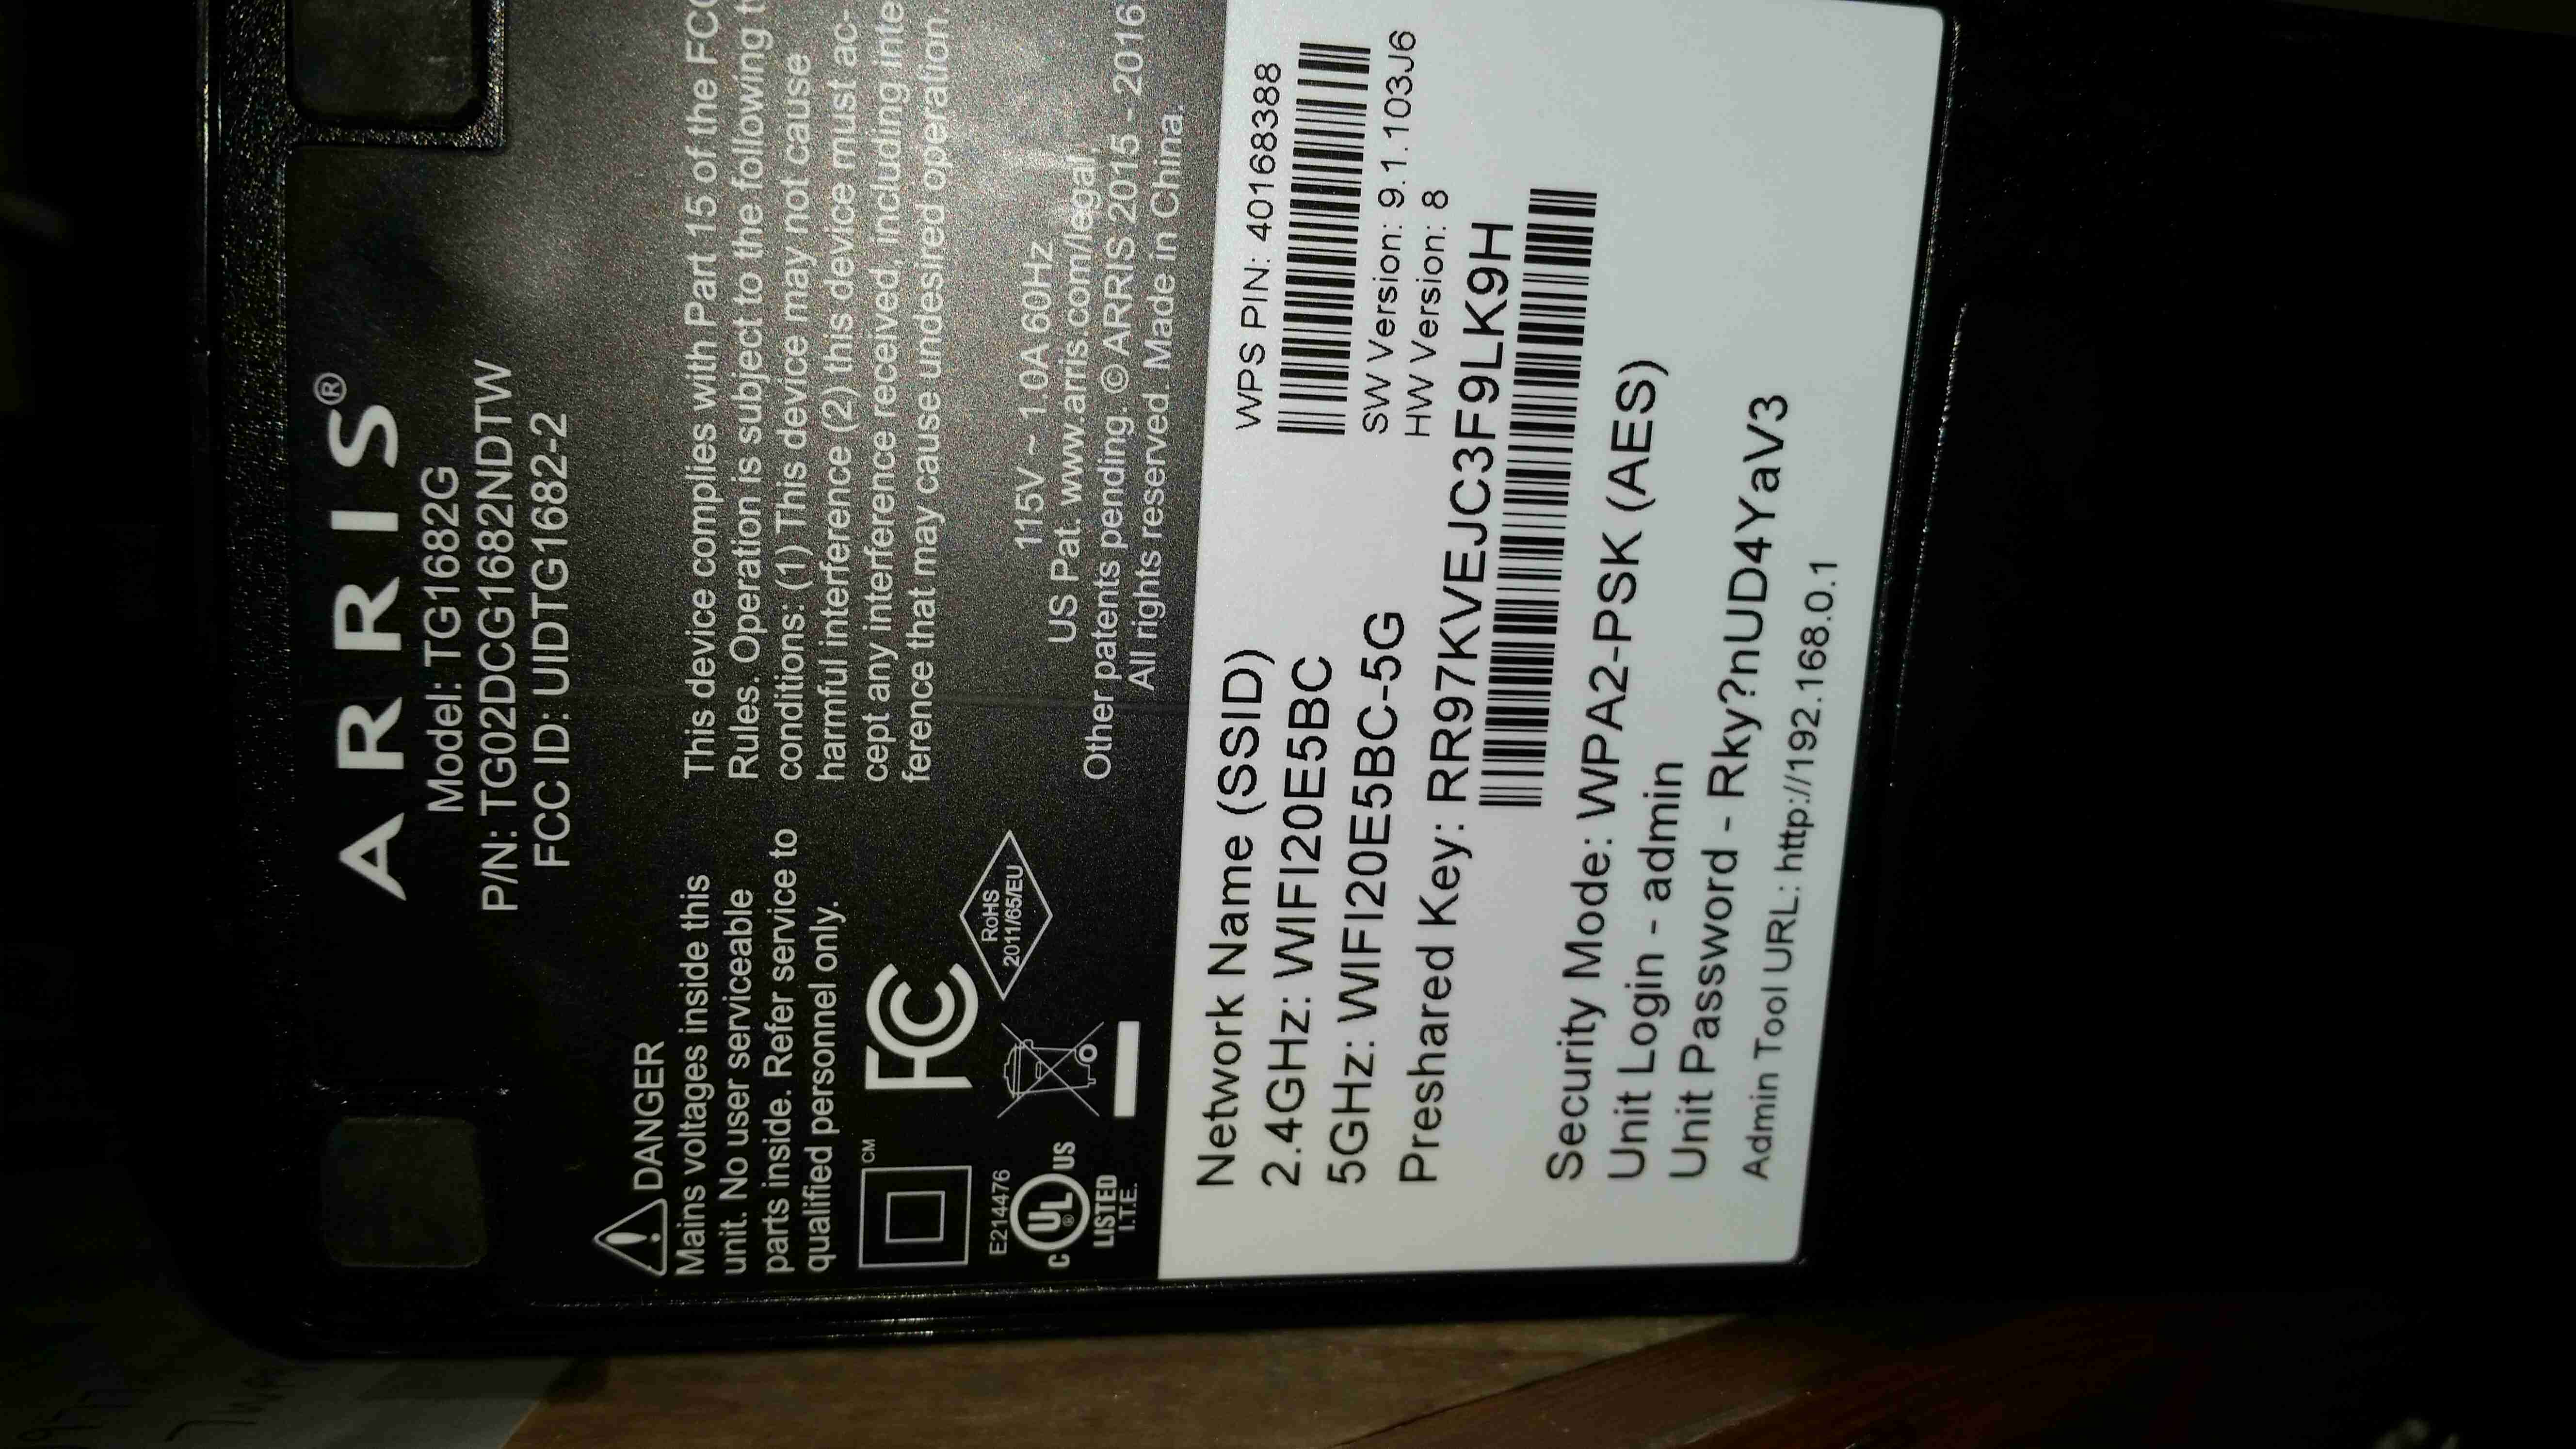 ARRIS®
Model: TG1682G
P/N: TG02DCG1682NDTW
FCC ID: UIDTG1682-2
DANGER
Mains voltages inside this
unit. No user serviceable
parts inside. Refer service to
qualified personnel only.
This device complies with Part 15 of the FCC
Rules. Operation is subject to the following
conditions: (1) This device may not cause
harmful interference (2) this device must ac-
cept any interference received, including inte
ference that may cause undesired operation.
CM
FC
E214476
C UL® US
LISTED
I.T.E.
RoHS
2011/65/EU
115V ~ 1.0A 60Hz
US Pat. www.arris.com/legal.
Other patents pending. © ARRIS 2015 - 2016
All rights reserved. Made in China.
Network Name (SSID)
2.4GHz: WIFI20E5BC
5GHz: WIFI20E5BC-5G
WPS PIN: 40168388
SW Version: 9.1.103J6
HW Version: 8
Preshared Key: RR97KVEJC3F9LK9H
Security Mode: WPA2-PSK (AES)
Unit Login - admin
Unit Password - Rky?nUD4YaV3
Admin Tool URL: http://192.168.0.1